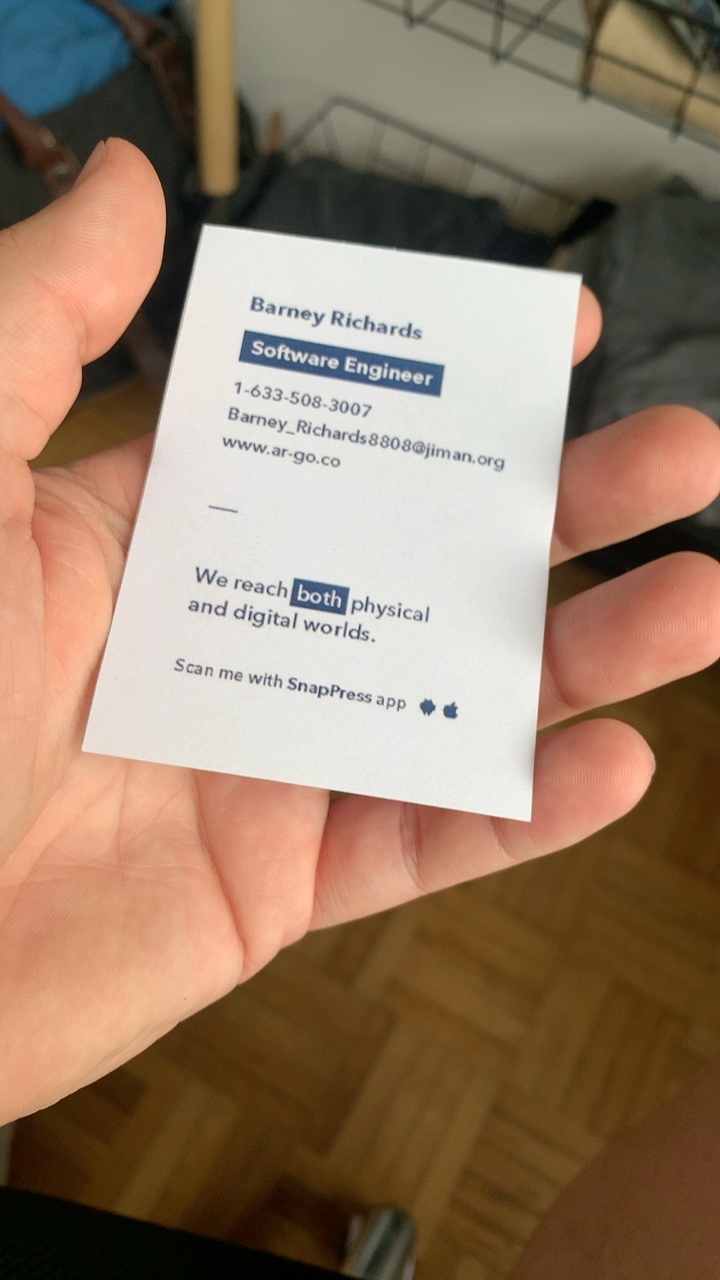 Barney Richards
Software Engineer
1-633-508-3007
Barney_Richards8808@jiman.org
www.ar-go.co
—
We reach both physical
and digital worlds.
Scan me with SnapPress app